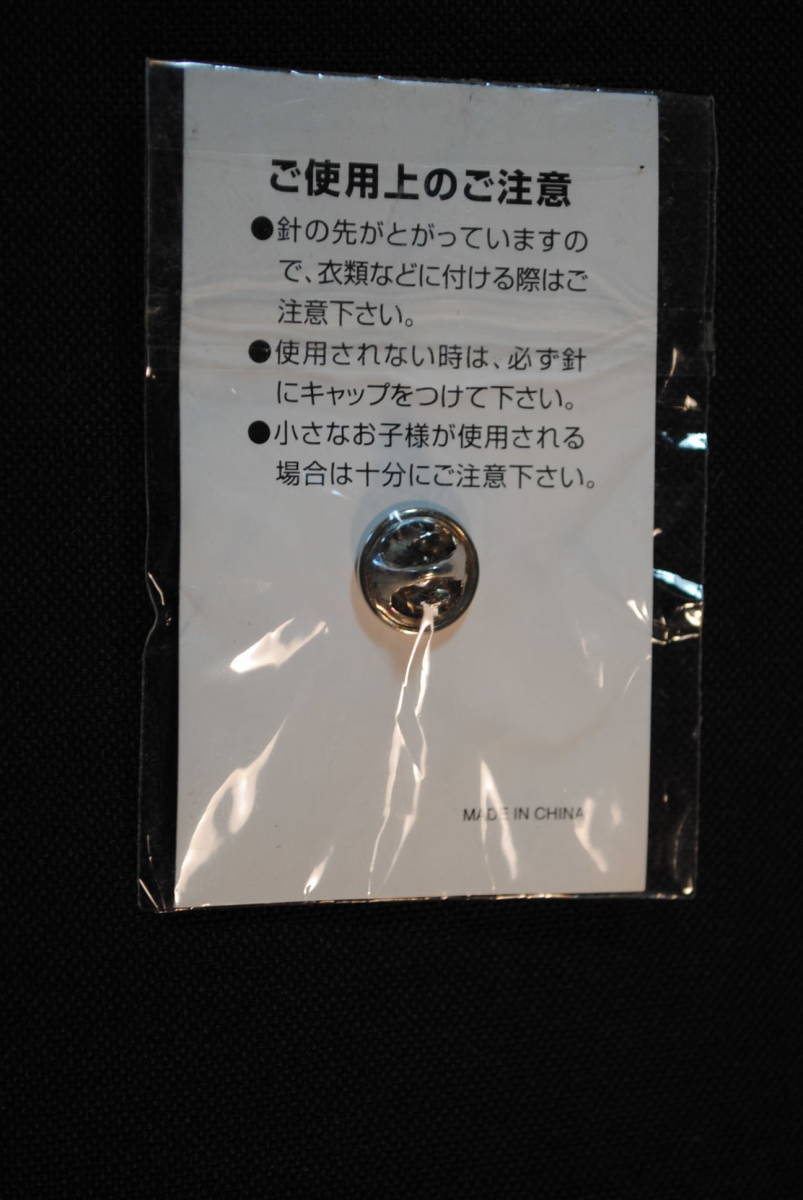 ご使用上のご注意
●針の先がとがっていますの
で、衣類などに付ける際はご
注意下さい。
●使用されない時は、必ず針
にキャップをつけて下さい。
●小さなお子様が使用される
場合は十分にご注意下さい。
MADE IN CHINA